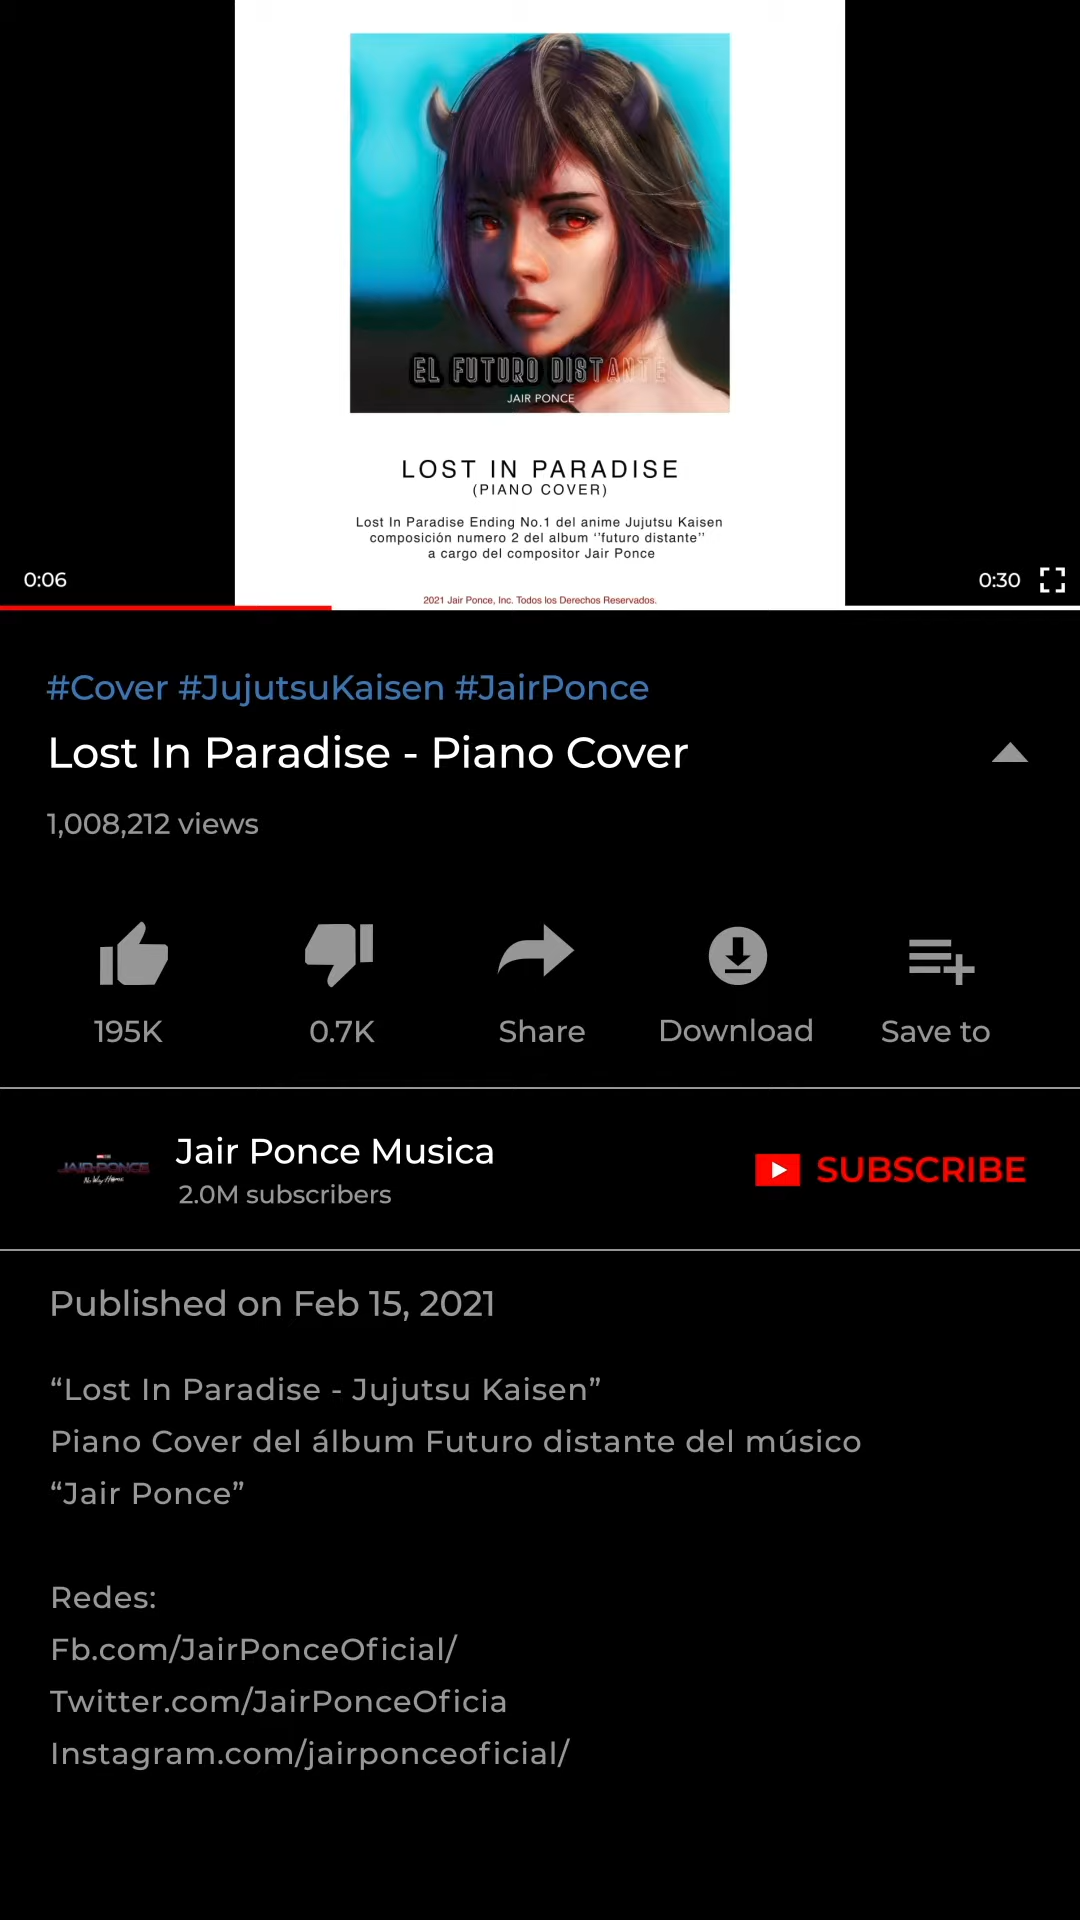 EL FUTURO DISTANTE
JAIR PONCE
LOST IN PARADISE
(PIANO COVER)
Lost In Paradise Ending No.1 del anime Jujutsu Kaisen
composición numero 2 del album ‘’futuro distante’’
a cargo del compositor Jair Ponce
0:06
0:30
2021 Jair Ponce, Inc. Todos los Derechos Reservados.
#Cover #JujutsuKaisen #JairPonce
Lost In Paradise - Piano Cover
1,008,212 views
195K
0.7K
Share
Download
Save to
JAIR-PONCE
No Way Home
Jair Ponce Musica
2.0M subscribers
SUBSCRIBE
Published on Feb 15, 2021
“Lost In Paradise - Jujutsu Kaisen”
Piano Cover del álbum Futuro distante del músico
“Jair Ponce”
Redes:
Fb.com/JairPonceOficial/
Twitter.com/JairPonceOficia
Instagram.com/jairponceoficial/